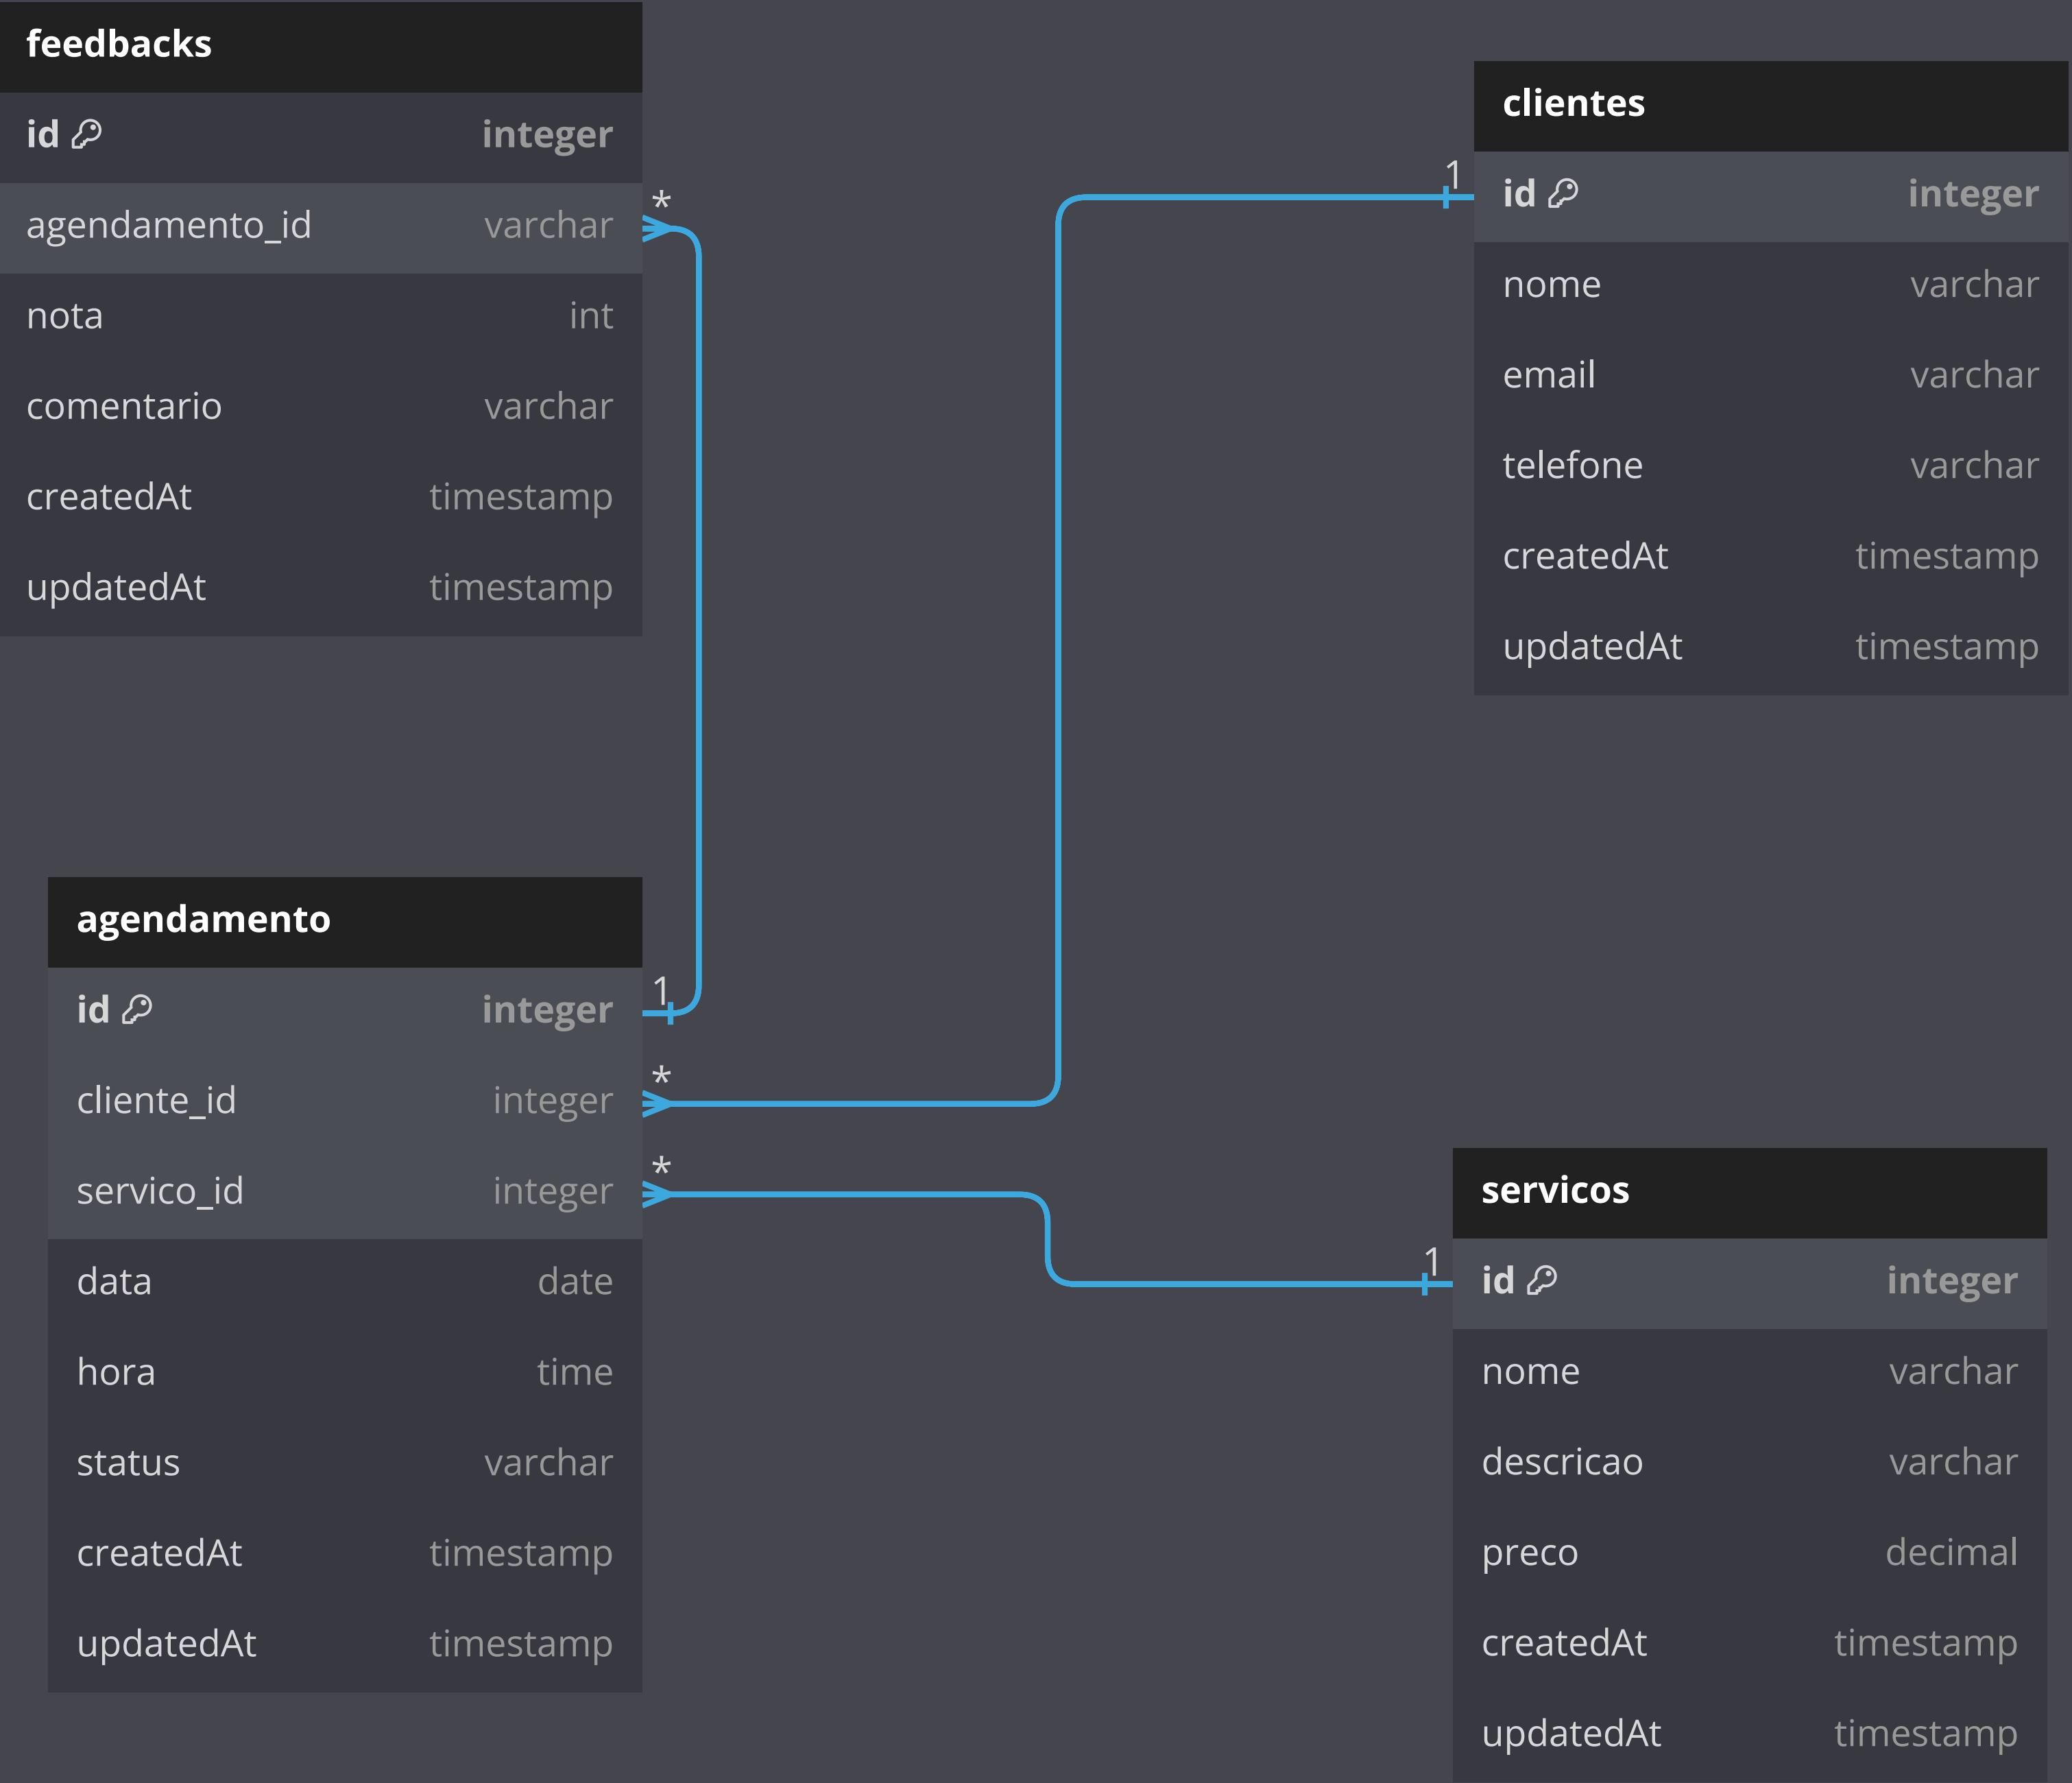 feedbacks
id integer
agendamento_id varchar
nota int
comentario varchar
createdAt timestamp
updatedAt timestamp
*
1
clientes
id integer
nome varchar
email varchar
telefone varchar
createdAt timestamp
updatedAt timestamp
1
*
agendamento
id integer
cliente_id integer
servico_id integer
data date
hora time
status varchar
createdAt timestamp
updatedAt timestamp
*
1
servicos
id integer
nome varchar
descricao varchar
preco decimal
createdAt timestamp
updatedAt timestamp